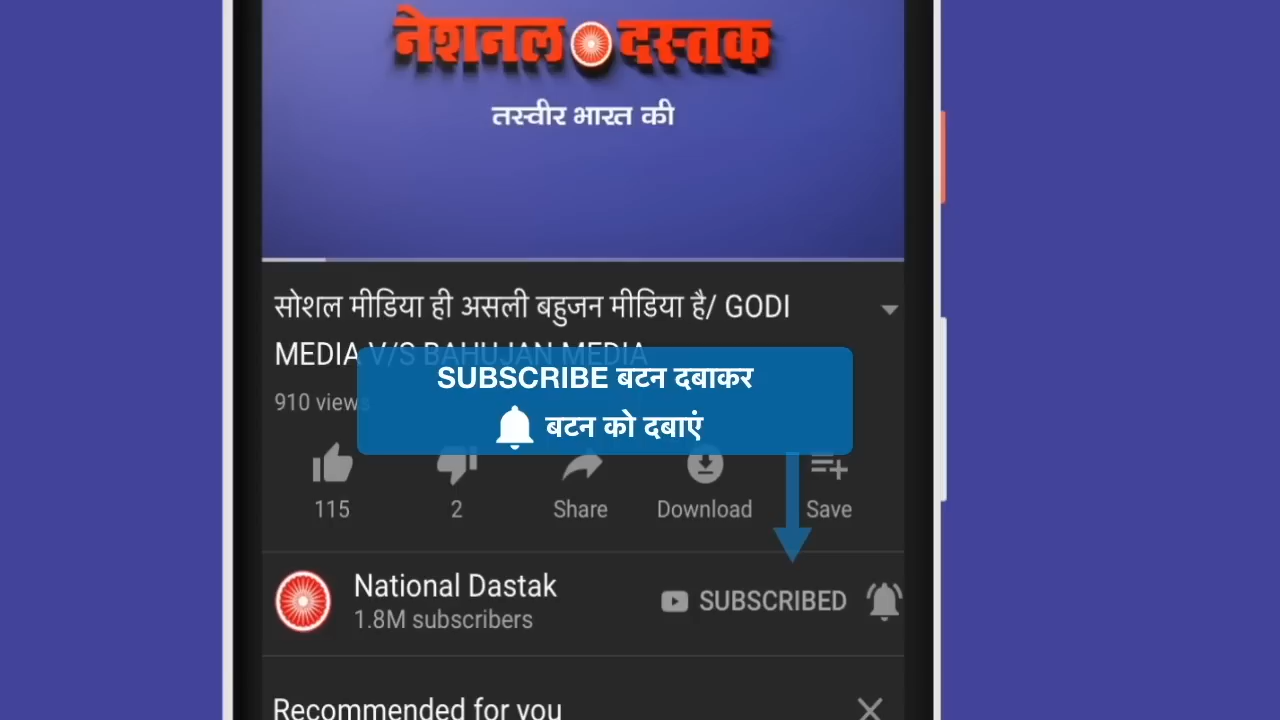 नेशनल दस्तक
तस्वीर भारत की
सोशल मीडिया ही असली बहुजन मीडिया है/ GODI
MEDIA V/S BAHUJAN MEDIA
910 views
SUBSCRIBE बटन दबाकर
बटन को दबाएं
115
2
Share
Download
Save
National Dastak
1.8M subscribers
SUBSCRIBED
Recommended for you